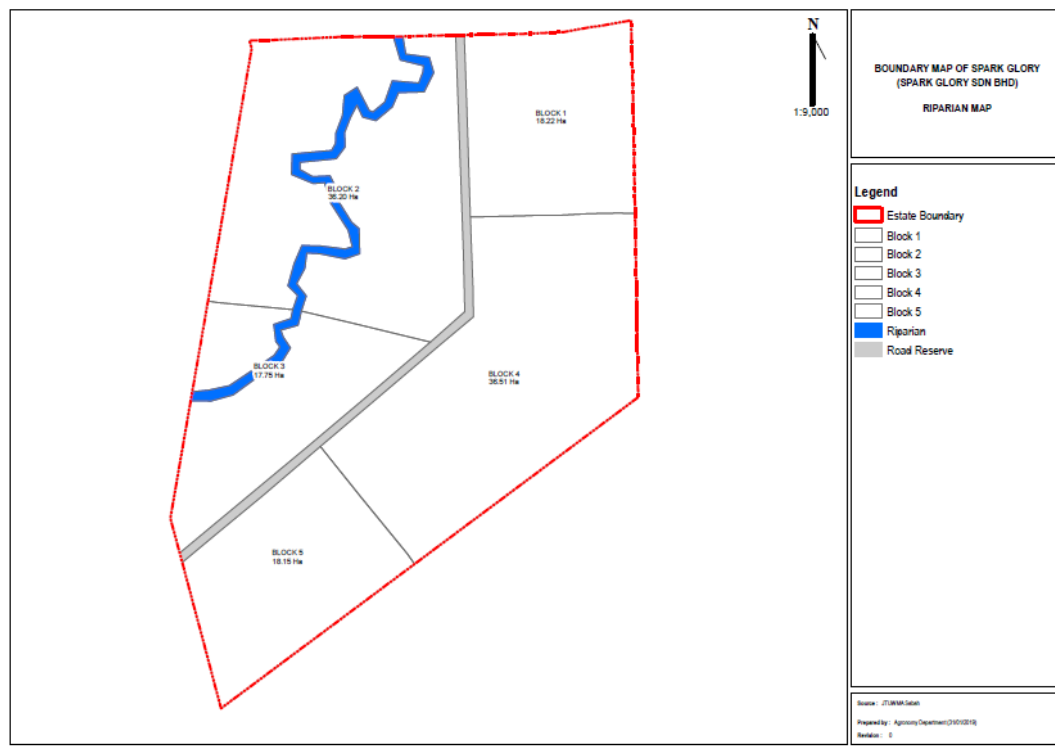 BOUNDARY MAP OF SPARK GLORY
(SPARK GLORY SDN BHD)
RIPARIAN MAP
N
1:9,000
BLOCK 1
18.22 Ha
BLOCK 2
36.20 Ha
BLOCK 3
17.75 Ha
BLOCK 4
36.51 Ha
BLOCK 5
18.15 Ha
Legend
Estate Boundary
Block 1
Block 2
Block 3
Block 4
Block 5
Riparian
Road Reserve
Source :
Prepared by : Agronomy Department
Revision : 0